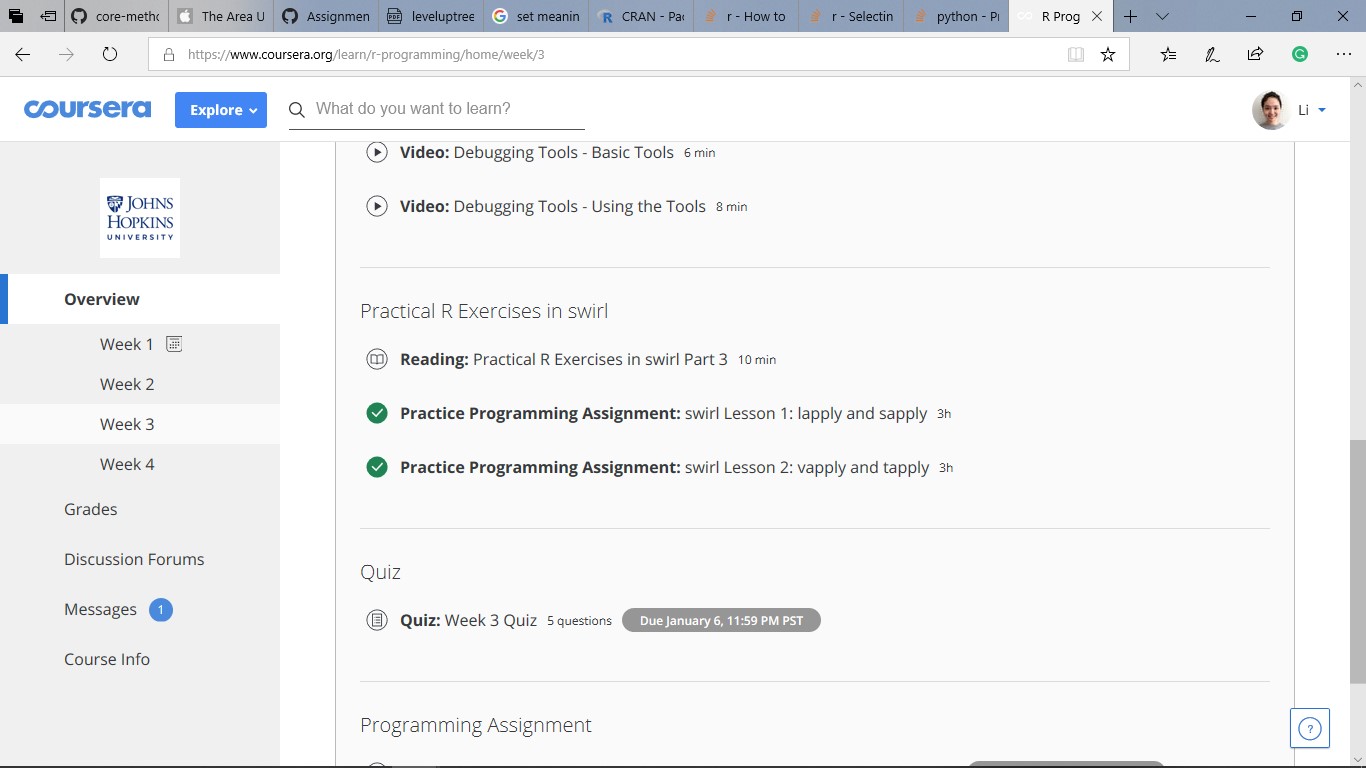 core-metho
The Area U
Assignmen
leveluptree
set meanin
CRAN - Pac
r - How to
r - Selectin
python - Pr
R Prog
https://www.coursera.org/learn/r-programming/home/week/3
coursera
Explore
What do you want to learn?
Li
Video: Debugging Tools - Basic Tools 6 min
Video: Debugging Tools - Using the Tools 8 min
JOHNS
HOPKINS
UNIVERSITY
Overview
Week 1
Week 2
Week 3
Week 4
Grades
Discussion Forums
Messages 1
Course Info
Practical R Exercises in swirl
Reading: Practical R Exercises in swirl Part 3 10 min
Practice Programming Assignment: swirl Lesson 1: lapply and sapply 3h
Practice Programming Assignment: swirl Lesson 2: vapply and tapply 3h
Quiz
Quiz: Week 3 Quiz 5 questions Due January 6, 11:59 PM PST
Programming Assignment
?